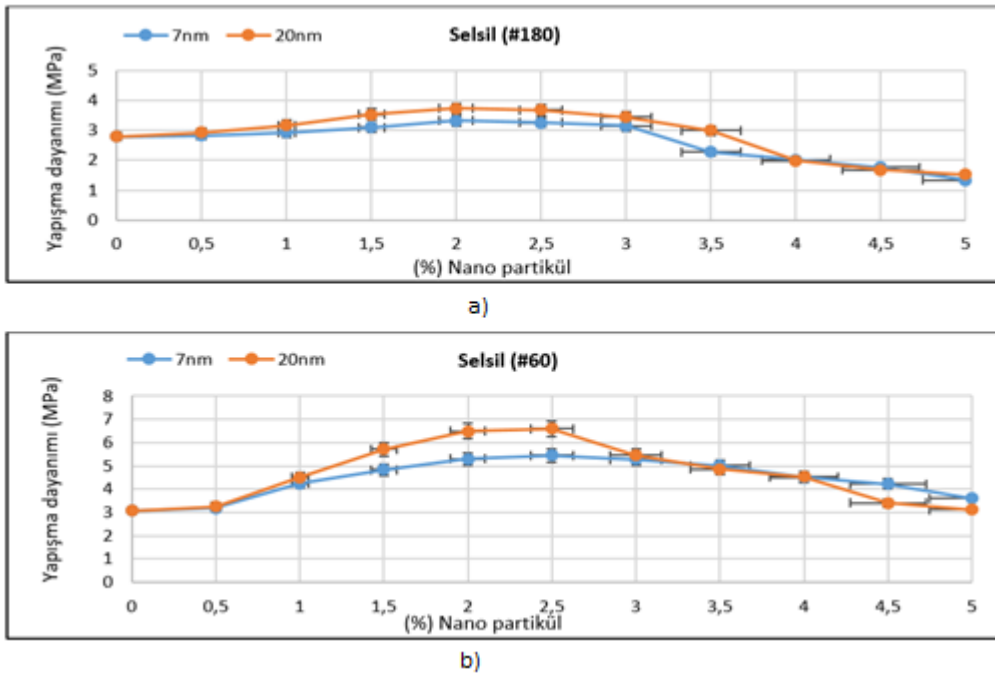 7nm 20nm Selsil (#180)
Yapışma dayanımı (MPa)
5
4
3
2
1
0
0 0,5 1 1,5 2 2,5 3 3,5 4 4,5 5
(%) Nano partikül
a)
7nm 20nm Selsil (#60)
Yapışma dayanımı (MPa)
8
7
6
5
4
3
2
1
0
0 0,5 1 1,5 2 2,5 3 3,5 4 4,5 5
(%) Nano partikül
b)